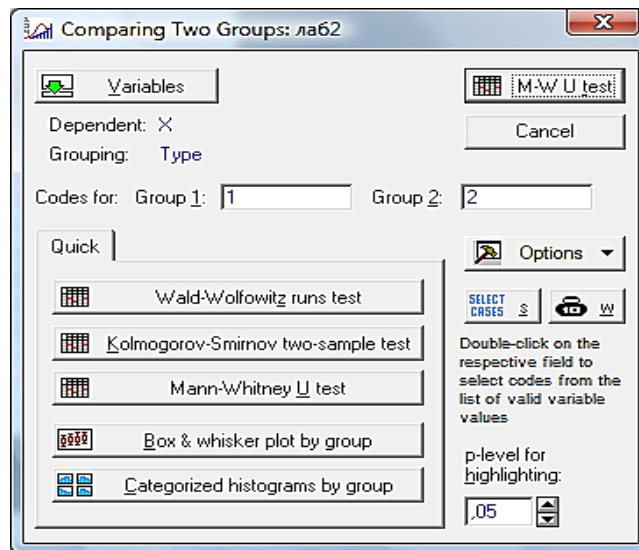 Comparing Two Groups: лаб2
Variables
M-W U test
Dependent: X
Cancel
Grouping: Type
Codes for: Group 1: 1 Group 2: 2
Quick
Options
Wald-Wolfowitz runs test
SELECT CASES S W
Kolmogorov-Smirnov two-sample test
Double-click on the
respective field to
select codes from the
list of valid variable
values
Mann-Whitney U test
Box & whisker plot by group
p-level for
highlighting:
Categorized histograms by group
,05